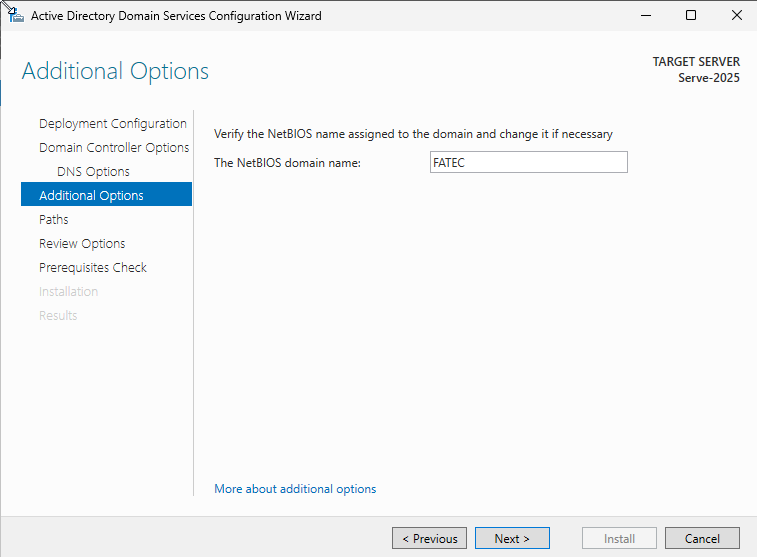 Active Directory Domain Services Configuration Wizard
Additional Options
TARGET SERVER
Serve-2025
Deployment Configuration
Domain Controller Options
DNS Options
Additional Options
Paths
Review Options
Prerequisites Check
Installation
Results
Verify the NetBIOS name assigned to the domain and change it if necessary
The NetBIOS domain name: FATEC
More about additional options
< Previous Next > Install Cancel